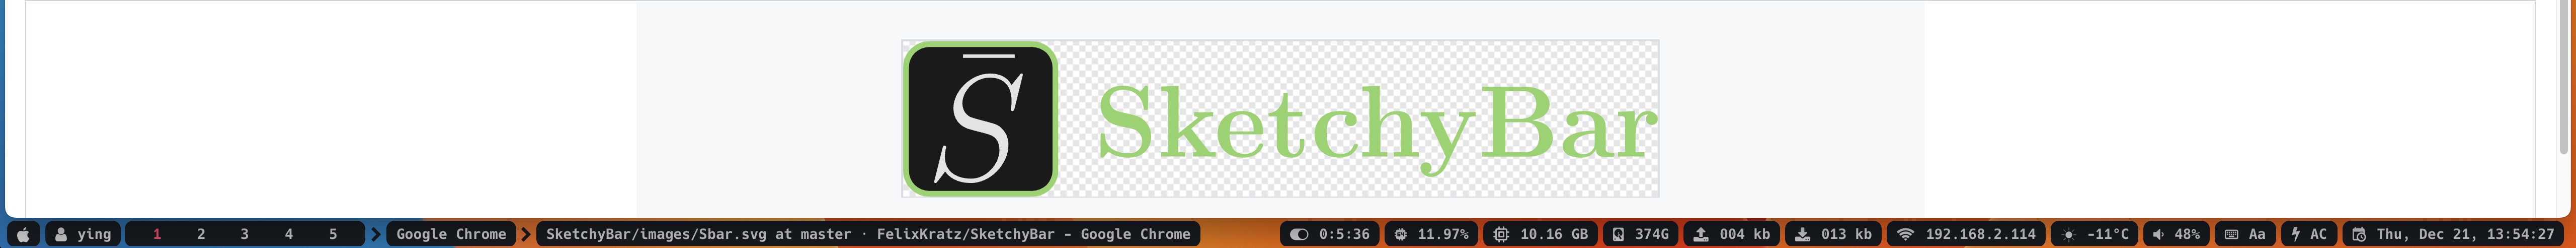 S
SketchyBar
ying 1 2 3 4 5 Google Chrome SketchyBar/images/Sbar.svg at master · FelixKratz/SketchyBar - Google Chrome 0:5:36 11.97% 10.16 GB 374G 004 kb 013 kb 192.168.2.114 -11°C 48% Aa AC Thu, Dec 21, 13:54:27